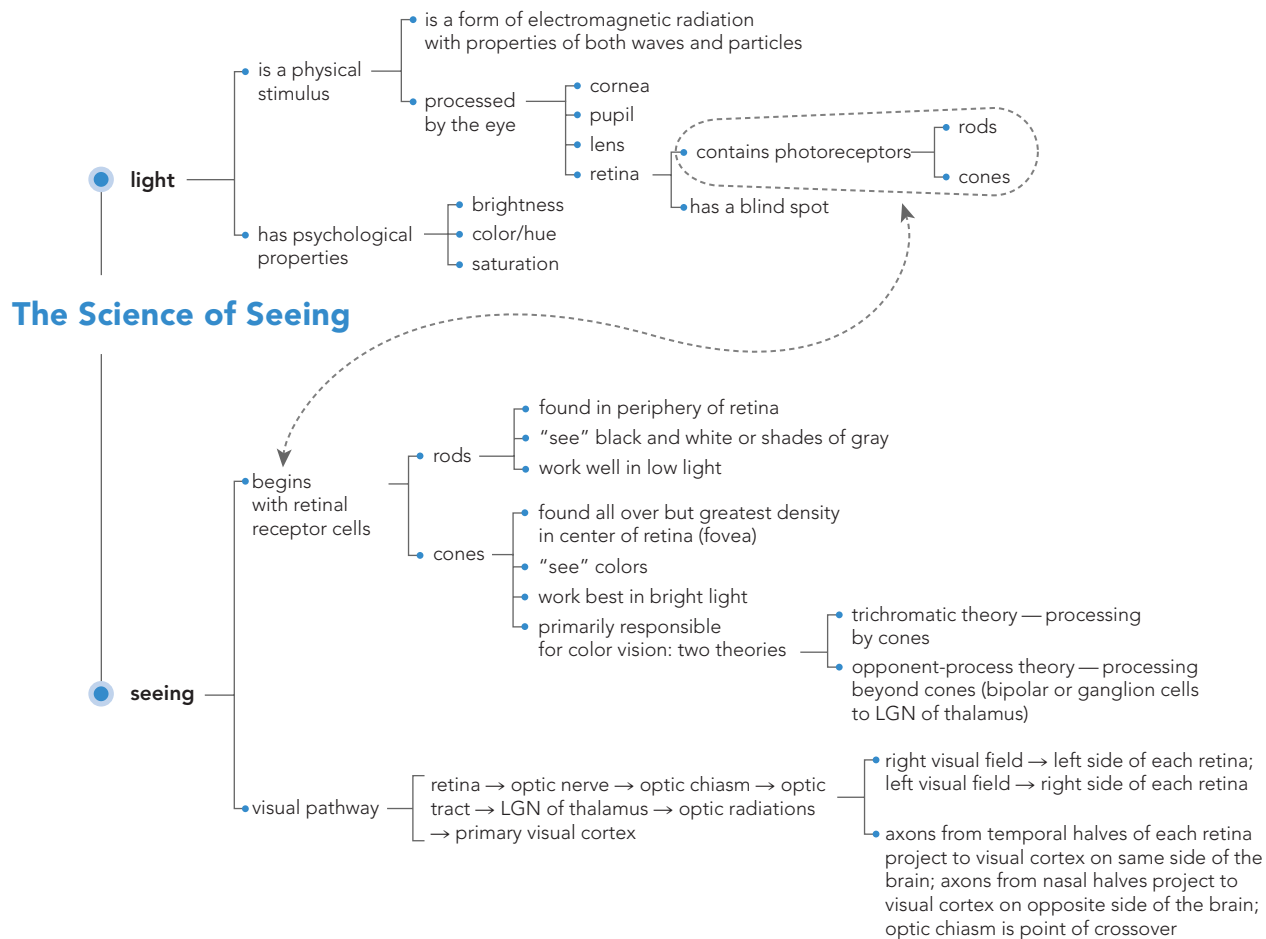 is a form of electromagnetic radiation
with properties of both waves and particles
is a physical
stimulus
processed
by the eye
cornea
pupil
lens
retina
contains photoreceptors
rods
cones
has a blind spot
light
has psychological
properties
brightness
color/hue
saturation
The Science of Seeing
seeing
begins
with retinal
receptor cells
rods
found in periphery of retina
“see” black and white or shades of gray
work well in low light
cones
found all over but greatest density
in center of retina (fovea)
“see” colors
work best in bright light
primarily responsible
for color vision: two theories
trichromatic theory — processing
by cones
opponent-process theory — processing
beyond cones (bipolar or ganglion cells
to LGN of thalamus)
visual pathway
retina → optic nerve → optic chiasm → optic
tract → LGN of thalamus → optic radiations
→ primary visual cortex
right visual field → left side of each retina;
left visual field → right side of each retina
axons from temporal halves of each retina
project to visual cortex on same side of the
brain; axons from nasal halves project to
visual cortex on opposite side of the brain;
optic chiasm is point of crossover